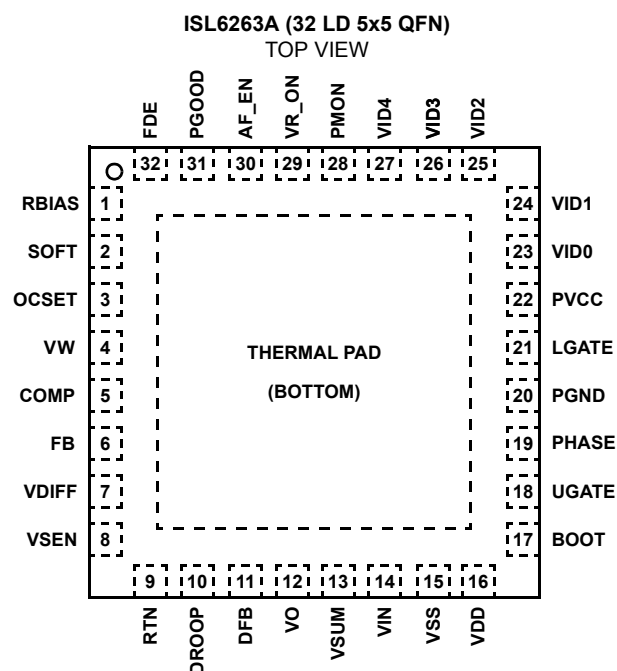 ISL6263A (32 LD 5x5 QFN)
TOP VIEW
FDE
PGOOD
AF_EN
VR_ON
PMON
VID4
VID3
VID2
32 31 30 29 28 27 26 25
RBIAS 1
SOFT 2
OCSET 3
VW 4
COMP 5
FB 6
VDIFF 7
VSEN 8
THERMAL PAD
(BOTTOM)
24 VID1
23 VID0
22 PVCC
21 LGATE
20 PGND
19 PHASE
18 UGATE
17 BOOT
9 10 11 12 13 14 15 16
RTN
DROOP
DFB
VO
VSUM
VIN
VSS
VDD